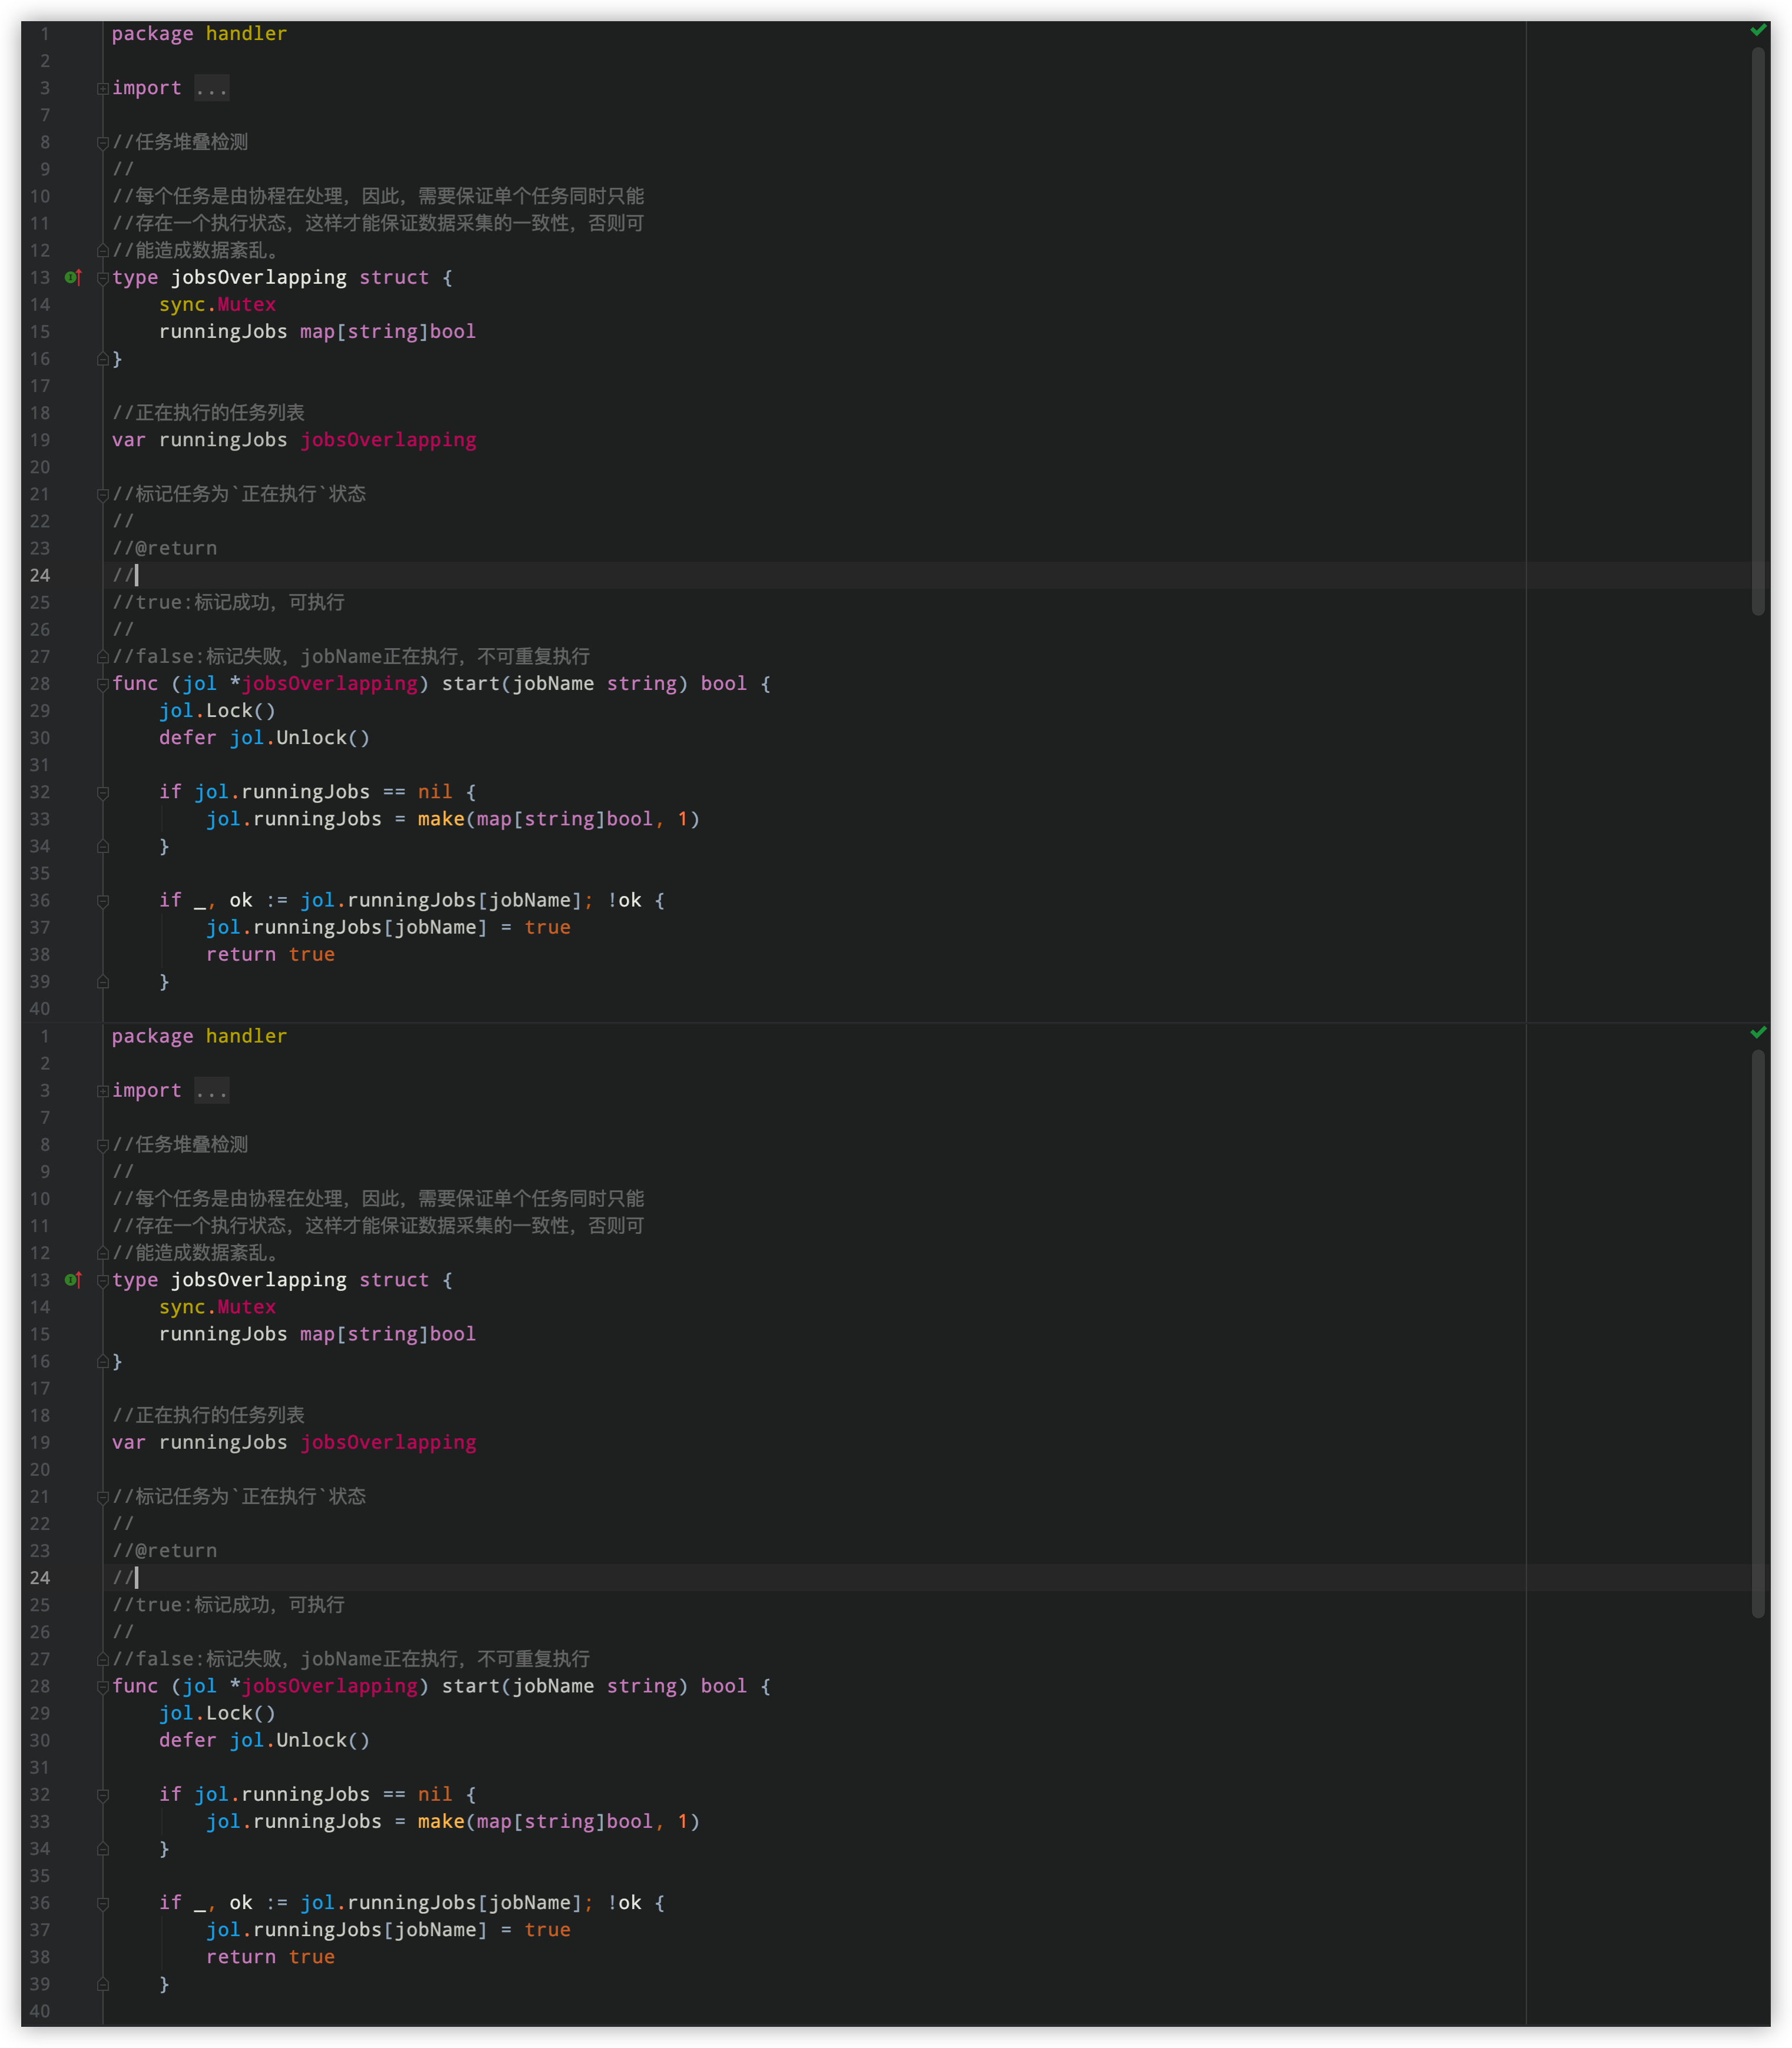 1 package handler
2
3 import ...
7
8 //任务堆叠检测
9 //
10 //每个任务是由协程在处理，因此，需要保证单个任务同时只能
11 //存在一个执行状态，这样才能保证数据采集的一致性，否则可
12 //能造成数据紊乱。
13 type jobsOverlapping struct {
14 sync.Mutex
15 runningJobs map[string]bool
16 }
17
18 //正在执行的任务列表
19 var runningJobs jobsOverlapping
20
21 //标记任务为`正在执行`状态
22 //
23 //@return
24 //
25 //true:标记成功，可执行
26 //
27 //false:标记失败，jobName正在执行，不可重复执行
28 func (jol *jobsOverlapping) start(jobName string) bool {
29 jol.Lock()
30 defer jol.Unlock()
31
32 if jol.runningJobs == nil {
33 jol.runningJobs = make(map[string]bool, 1)
34 }
35
36 if _, ok := jol.runningJobs[jobName]; !ok {
37 jol.runningJobs[jobName] = true
38 return true
39 }
40
1 package handler
2
3 import ...
7
8 //任务堆叠检测
9 //
10 //每个任务是由协程在处理，因此，需要保证单个任务同时只能
11 //存在一个执行状态，这样才能保证数据采集的一致性，否则可
12 //能造成数据紊乱。
13 type jobsOverlapping struct {
14 sync.Mutex
15 runningJobs map[string]bool
16 }
17
18 //正在执行的任务列表
19 var runningJobs jobsOverlapping
20
21 //标记任务为`正在执行`状态
22 //
23 //@return
24 //
25 //true:标记成功，可执行
26 //
27 //false:标记失败，jobName正在执行，不可重复执行
28 func (jol *jobsOverlapping) start(jobName string) bool {
29 jol.Lock()
30 defer jol.Unlock()
31
32 if jol.runningJobs == nil {
33 jol.runningJobs = make(map[string]bool, 1)
34 }
35
36 if _, ok := jol.runningJobs[jobName]; !ok {
37 jol.runningJobs[jobName] = true
38 return true
39 }
40